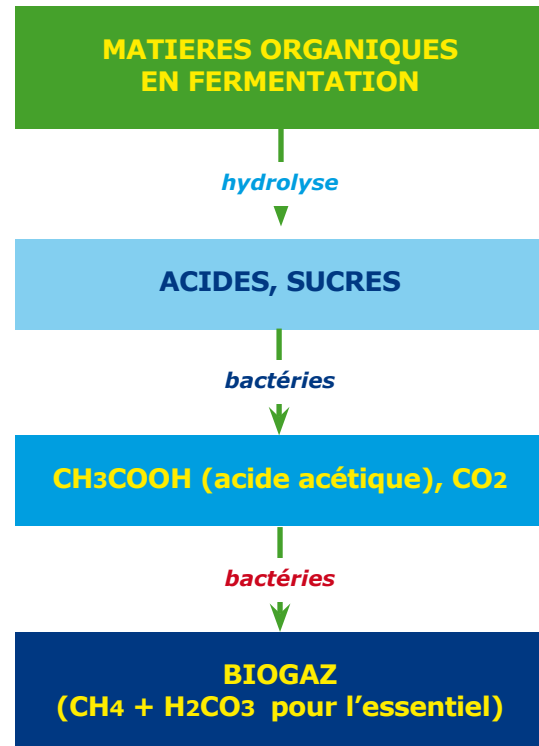 MATIERES ORGANIQUES
EN FERMENTATION
hydrolyse
ACIDES, SUCRES
bactéries
CH3COOH (acide acétique), CO2
bactéries
BIOGAZ
(CH4 + H2CO3 pour l’essentiel)